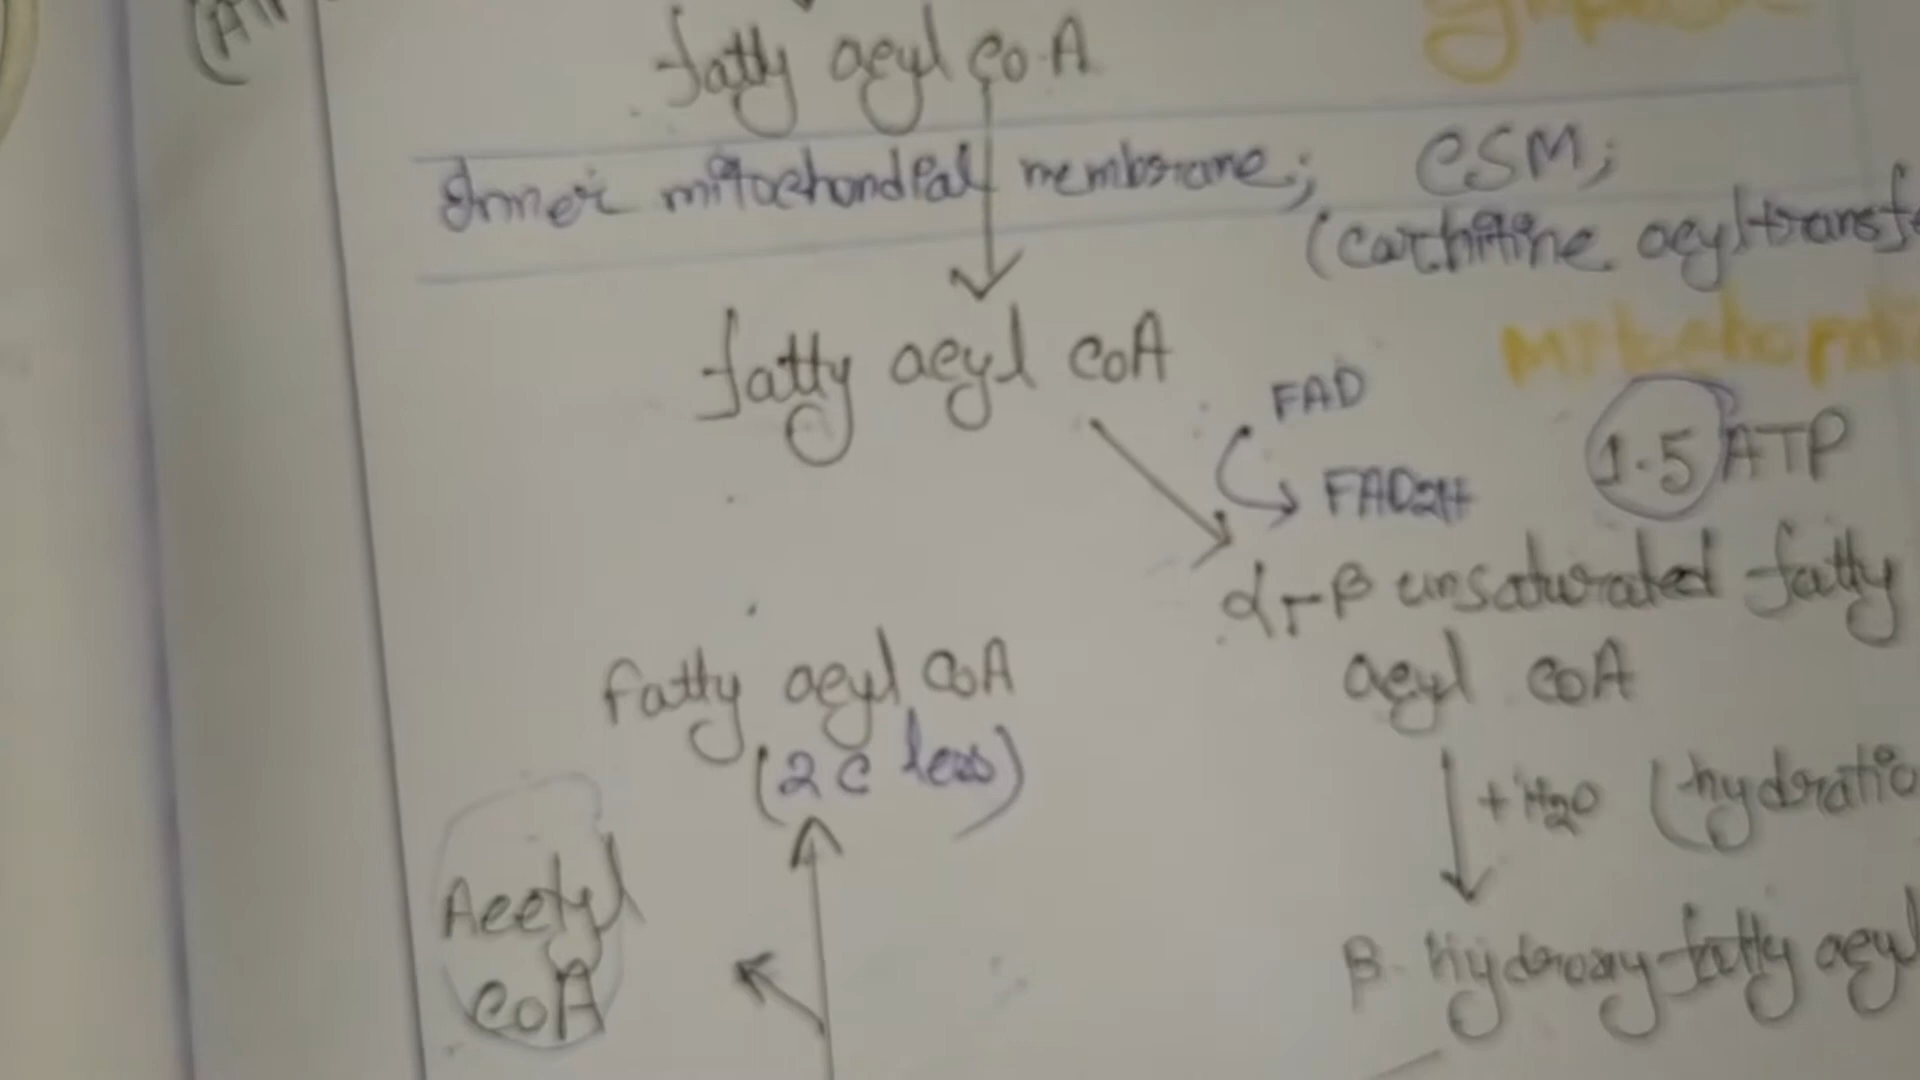 fatty acyl co.A
Inner mitochondrial membrane; CSM;
(carnitine acyltransf
fatty acyl coA
FAD
FAD2H
1.5 ATP
α,-β unsaturated fatty
acyl coA
fatty acyl coA
(2C less)
+ H2O (hydratio
Acetyl
coA
β-hydroxy fatty acyl